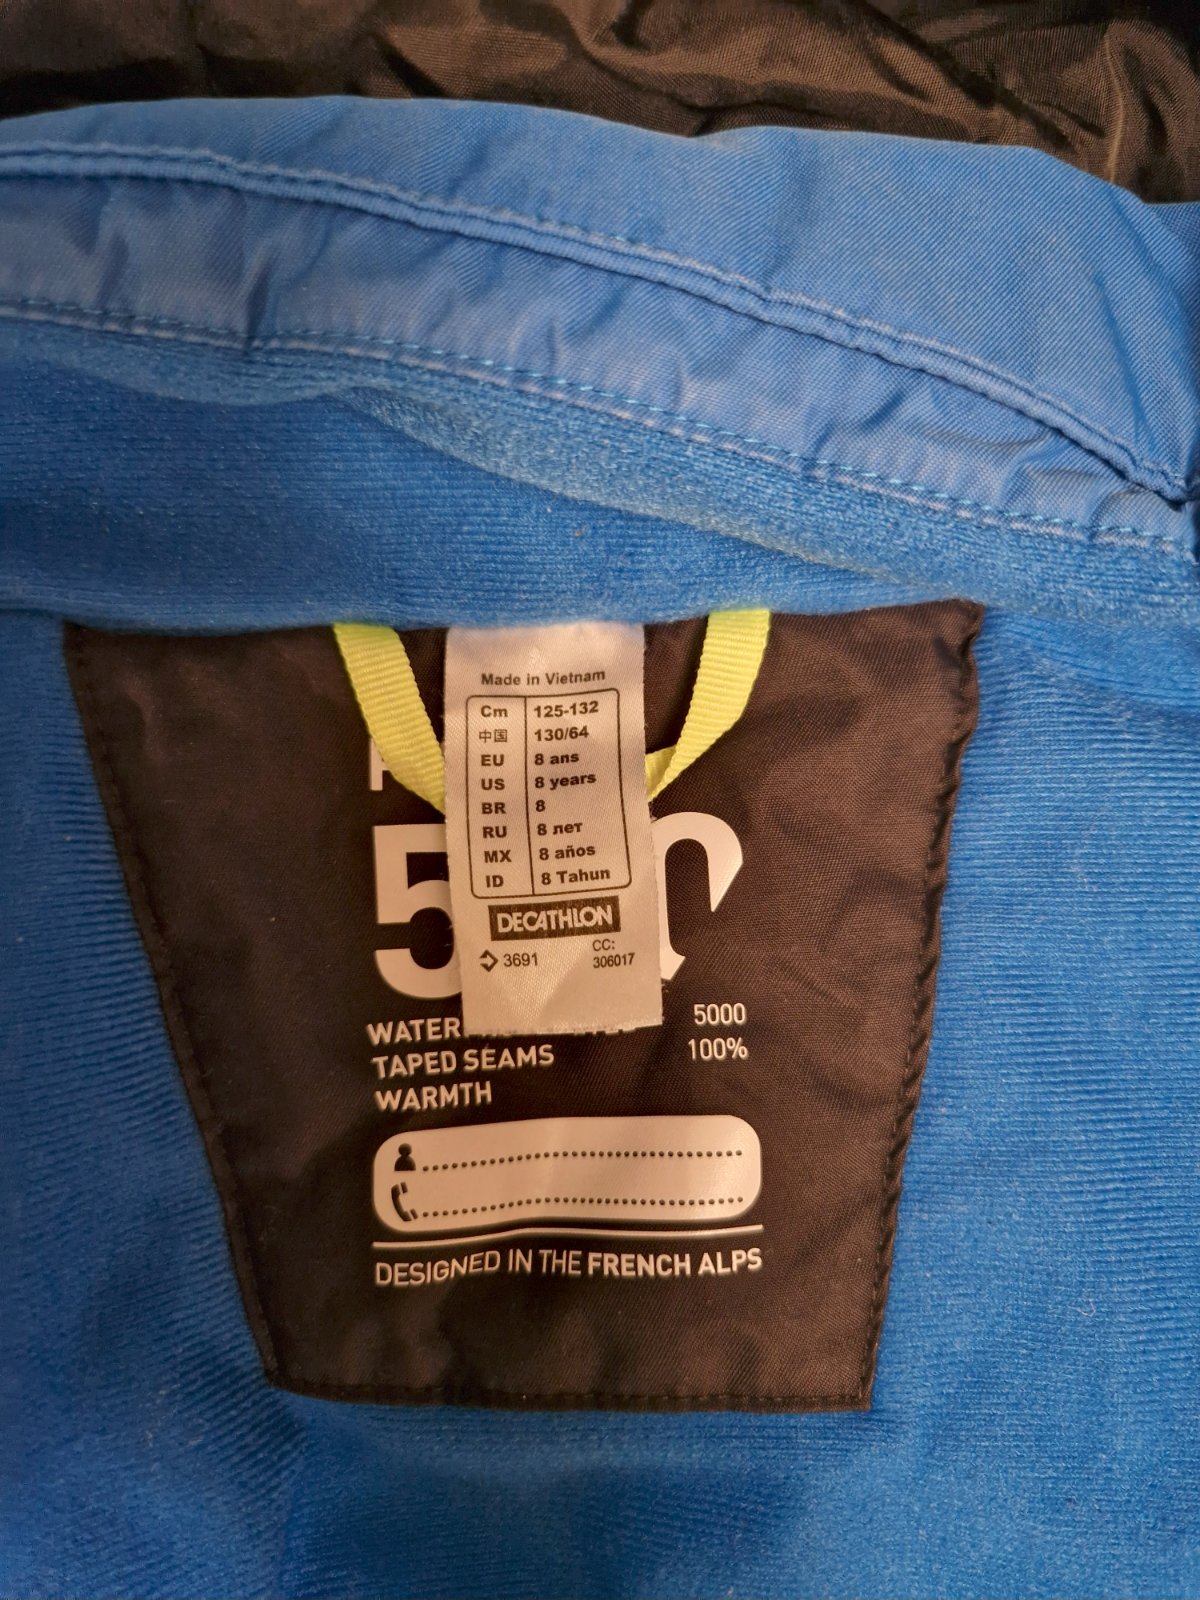 Made in Vietnam
Cm 125-132
中国 130/64
EU 8 ans
US 8 years
BR 8
RU 8 лет
MX 8 años
ID 8 Tahun
DECATHLON
3691 CC: 306017
5
5000
TAPED SEAMS 100%
WARMTH
DESIGNED IN THE FRENCH ALPS